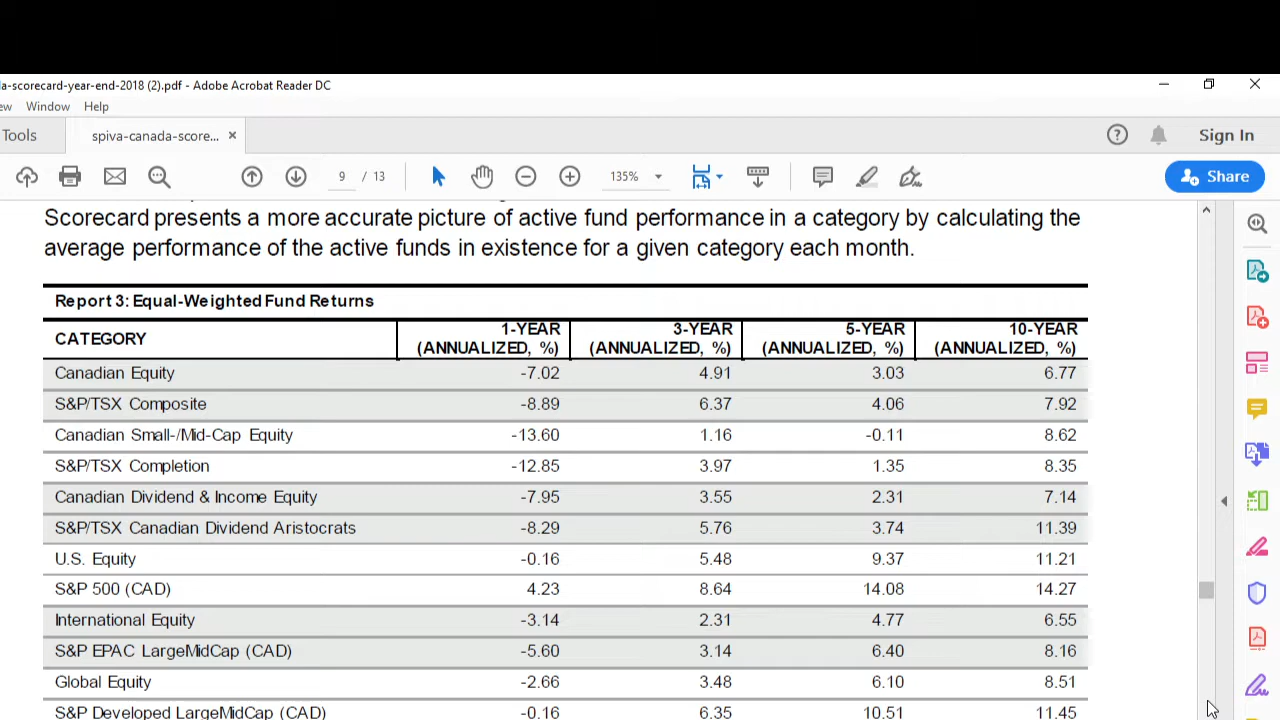 a-scorecard-year-end-2018 (2).pdf - Adobe Acrobat Reader DC
ew Window Help
Tools spiva-canada-score... × Sign In
9 / 13 135% Share
Scorecard presents a more accurate picture of active fund performance in a category by calculating the
average performance of the active funds in existence for a given category each month.
Report 3: Equal-Weighted Fund Returns
CATEGORY 1-YEAR (ANNUALIZED, %) 3-YEAR (ANNUALIZED, %) 5-YEAR (ANNUALIZED, %) 10-YEAR (ANNUALIZED, %)
Canadian Equity -7.02 4.91 3.03 6.77
S&P/TSX Composite -8.89 6.37 4.06 7.92
Canadian Small-/Mid-Cap Equity -13.60 1.16 -0.11 8.62
S&P/TSX Completion -12.85 3.97 1.35 8.35
Canadian Dividend & Income Equity -7.95 3.55 2.31 7.14
S&P/TSX Canadian Dividend Aristocrats -8.29 5.76 3.74 11.39
U.S. Equity -0.16 5.48 9.37 11.21
S&P 500 (CAD) 4.23 8.64 14.08 14.27
International Equity -3.14 2.31 4.77 6.55
S&P EPAC LargeMidCap (CAD) -5.60 3.14 6.40 8.16
Global Equity -2.66 3.48 6.10 8.51
S&P Developed LargeMidCap (CAD) -0.16 6.35 10.51 11.45